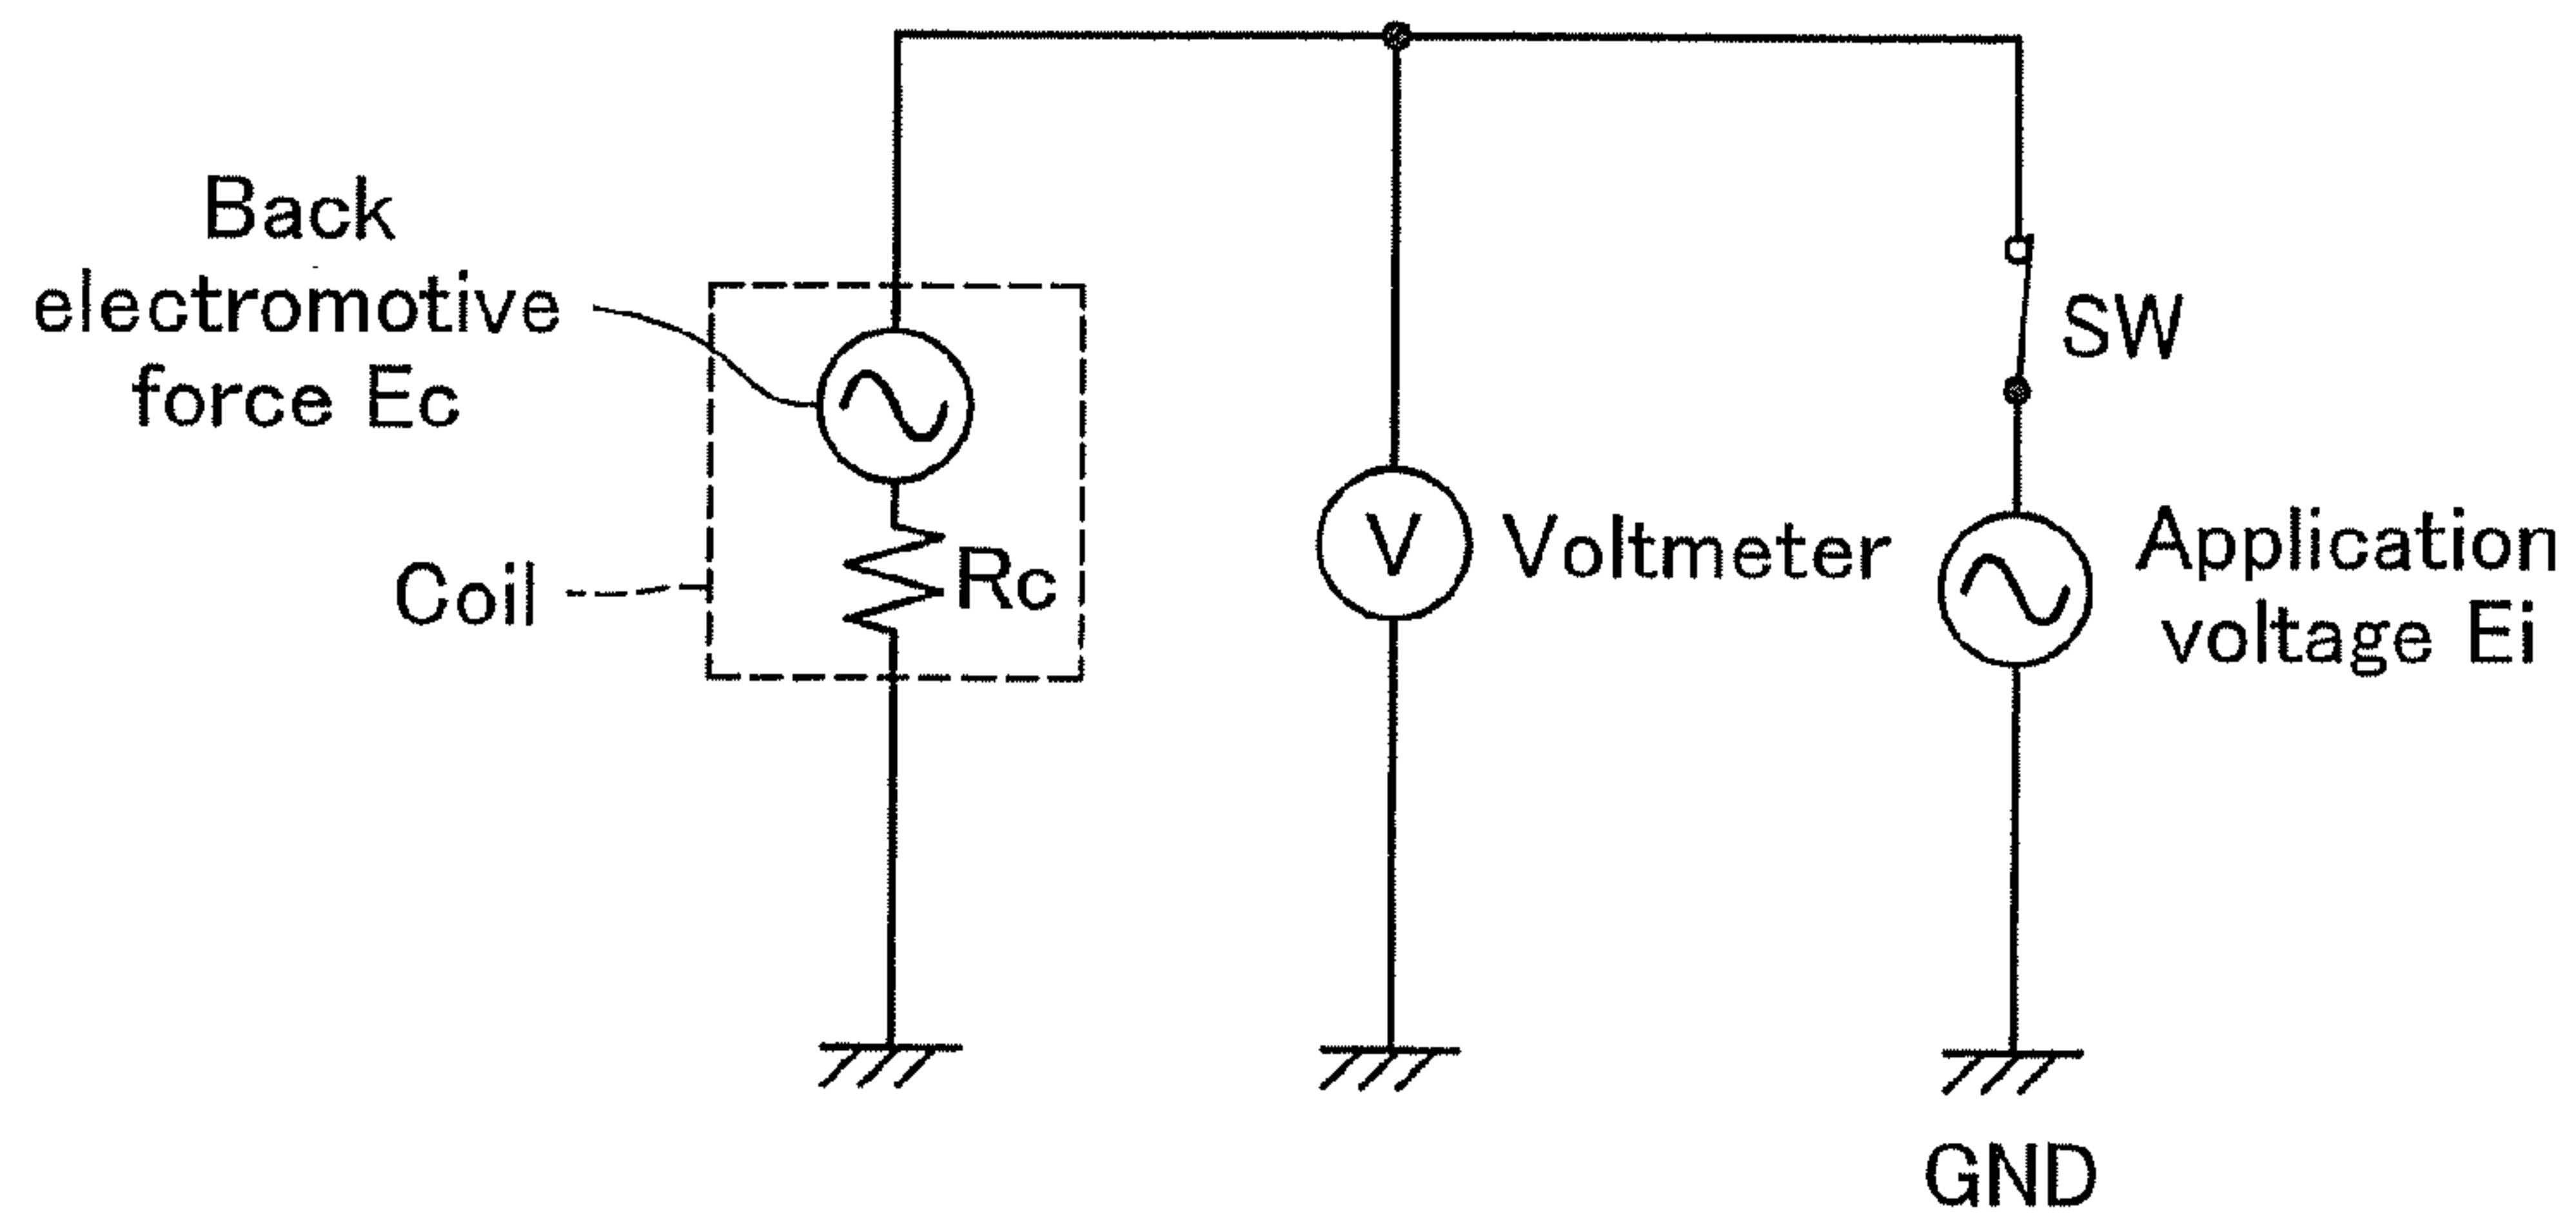 Back
electromotive
force Ec
Coil
Rc
V
Voltmeter
SW
Application
voltage Ei
GND